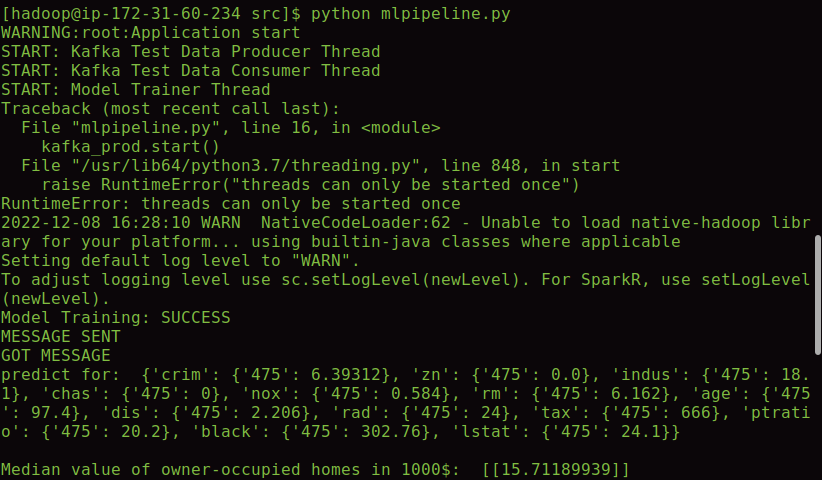 [hadoop@ip-172-31-60-234 src]$ python mlpipeline.py
WARNING:root:Application start
START: Kafka Test Data Producer Thread
START: Kafka Test Data Consumer Thread
START: Model Trainer Thread
Traceback (most recent call last):
  File "mlpipeline.py", line 16, in <module>
    kafka_prod.start()
  File "/usr/lib64/python3.7/threading.py", line 848, in start
    raise RuntimeError("threads can only be started once")
RuntimeError: threads can only be started once
2022-12-08 16:28:10 WARN  NativeCodeLoader:62 - Unable to load native-hadoop libr
ary for your platform... using builtin-java classes where applicable
Setting default log level to "WARN".
To adjust logging level use sc.setLogLevel(newLevel). For SparkR, use setLogLevel
(newLevel).
Model Training: SUCCESS
MESSAGE SENT
GOT MESSAGE
predict for:  {'crim': {'475': 6.39312}, 'zn': {'475': 0.0}, 'indus': {'475': 18.
1}, 'chas': {'475': 0}, 'nox': {'475': 0.584}, 'rm': {'475': 6.162}, 'age': {'475
': 97.4}, 'dis': {'475': 2.206}, 'rad': {'475': 24}, 'tax': {'475': 666}, 'ptrati
o': {'475': 20.2}, 'black': {'475': 302.76}, 'lstat': {'475': 24.1}}
Median value of owner-occupied homes in 1000$:  [[15.71189939]]